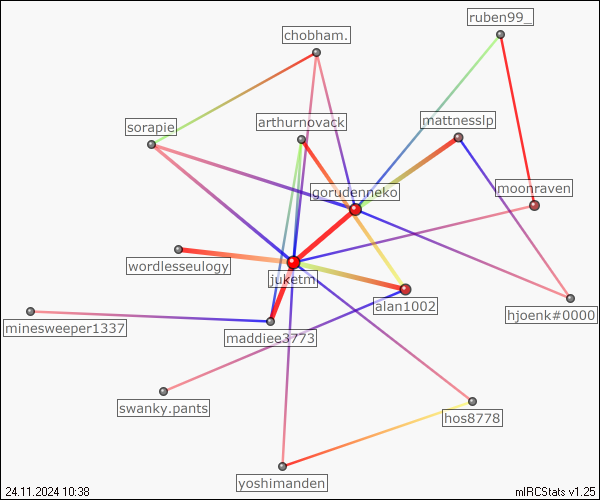 ruben99_
chobham.
mattnesslp
arthurnovack
sorapie
moonraven
gorudenneko
wordlesseulogy
juketm
alan1002
hjoenk#0000
minesweeper1337
maddiee3773
swanky.pants
hos8778
yoshimanden
24.11.2024 10:38
mIRCStats v1.25